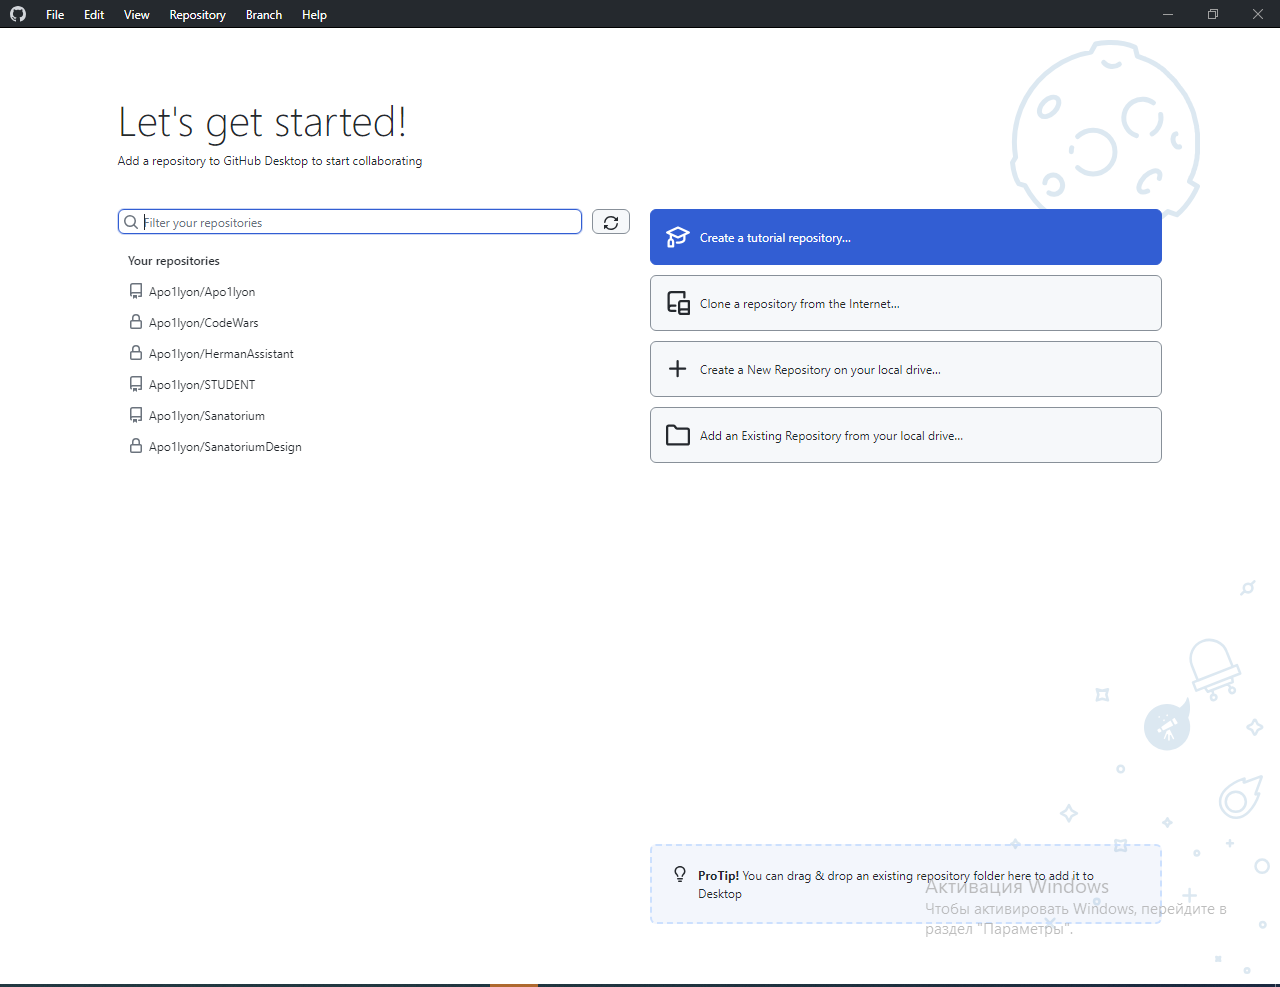 File Edit View Repository Branch Help
Let's get started!
Add a repository to GitHub Desktop to start collaborating
Filter your repositories
Your repositories
Apo1lyon/Apo1lyon
Apo1lyon/CodeWars
Apo1lyon/HermanAssistant
Apo1lyon/STUDENT
Apo1lyon/Sanatorium
Apo1lyon/SanatoriumDesign
Create a tutorial repository...
Clone a repository from the Internet...
Create a New Repository on your local drive...
Add an Existing Repository from your local drive...
ProTip! You can drag & drop an existing repository folder here to add it to
Desktop
Активация Windows
Чтобы активировать Windows, перейдите в
раздел "Параметры".